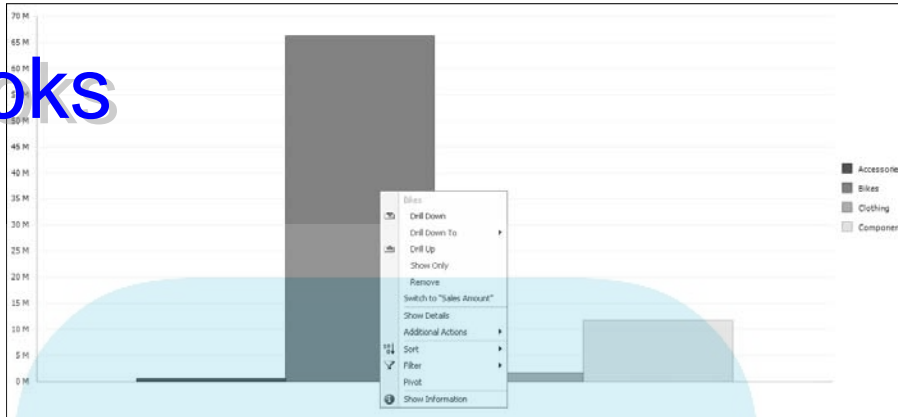 70 M
65 M
60 M
50 M
45 M
40 M
35 M
30 M
25 M
20 M
15 M
10 M
5 M
0 M
oks
Bikes
Drill Down
Drill Down To
Drill Up
Show Only
Remove
Switch to "Sales Amount"
Show Details
Additional Actions
Sort
Filter
Pivot
Show Information
Accessorie
Bikes
Clothing
Componer